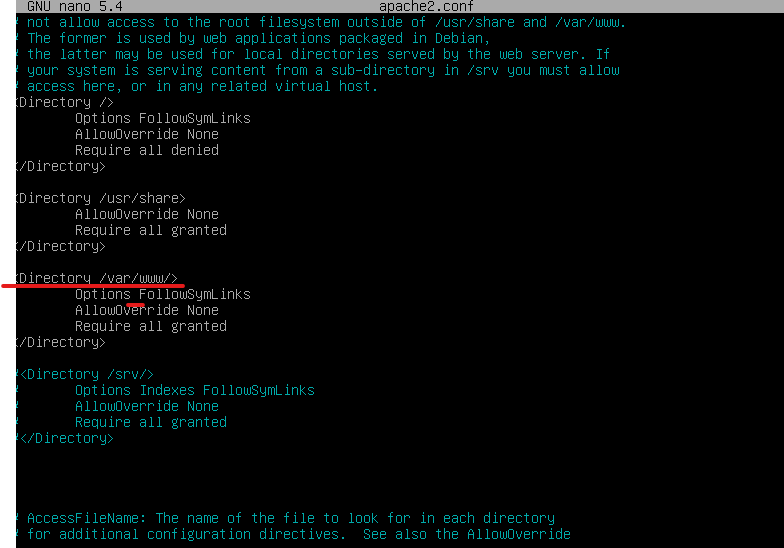 GNU nano 5.4 apache2.conf
# not allow access to the root filesystem outside of /usr/share and /var/www.
# The former is used by web applications packaged in Debian,
# the latter may be used for local directories served by the web server. If
# your system is serving content from a sub-directory in /srv you must allow
# access here, or in any related virtual host.
<Directory />
Options FollowSymLinks
AllowOverride None
Require all denied
</Directory>
<Directory /usr/share>
AllowOverride None
Require all granted
</Directory>
<Directory /var/www/>
Options FollowSymLinks
AllowOverride None
Require all granted
</Directory>
#<Directory /srv/>
# Options Indexes FollowSymLinks
# AllowOverride None
# Require all granted
#</Directory>
# AccessFileName: The name of the file to look for in each directory
# for additional configuration directives.  See also the AllowOverride